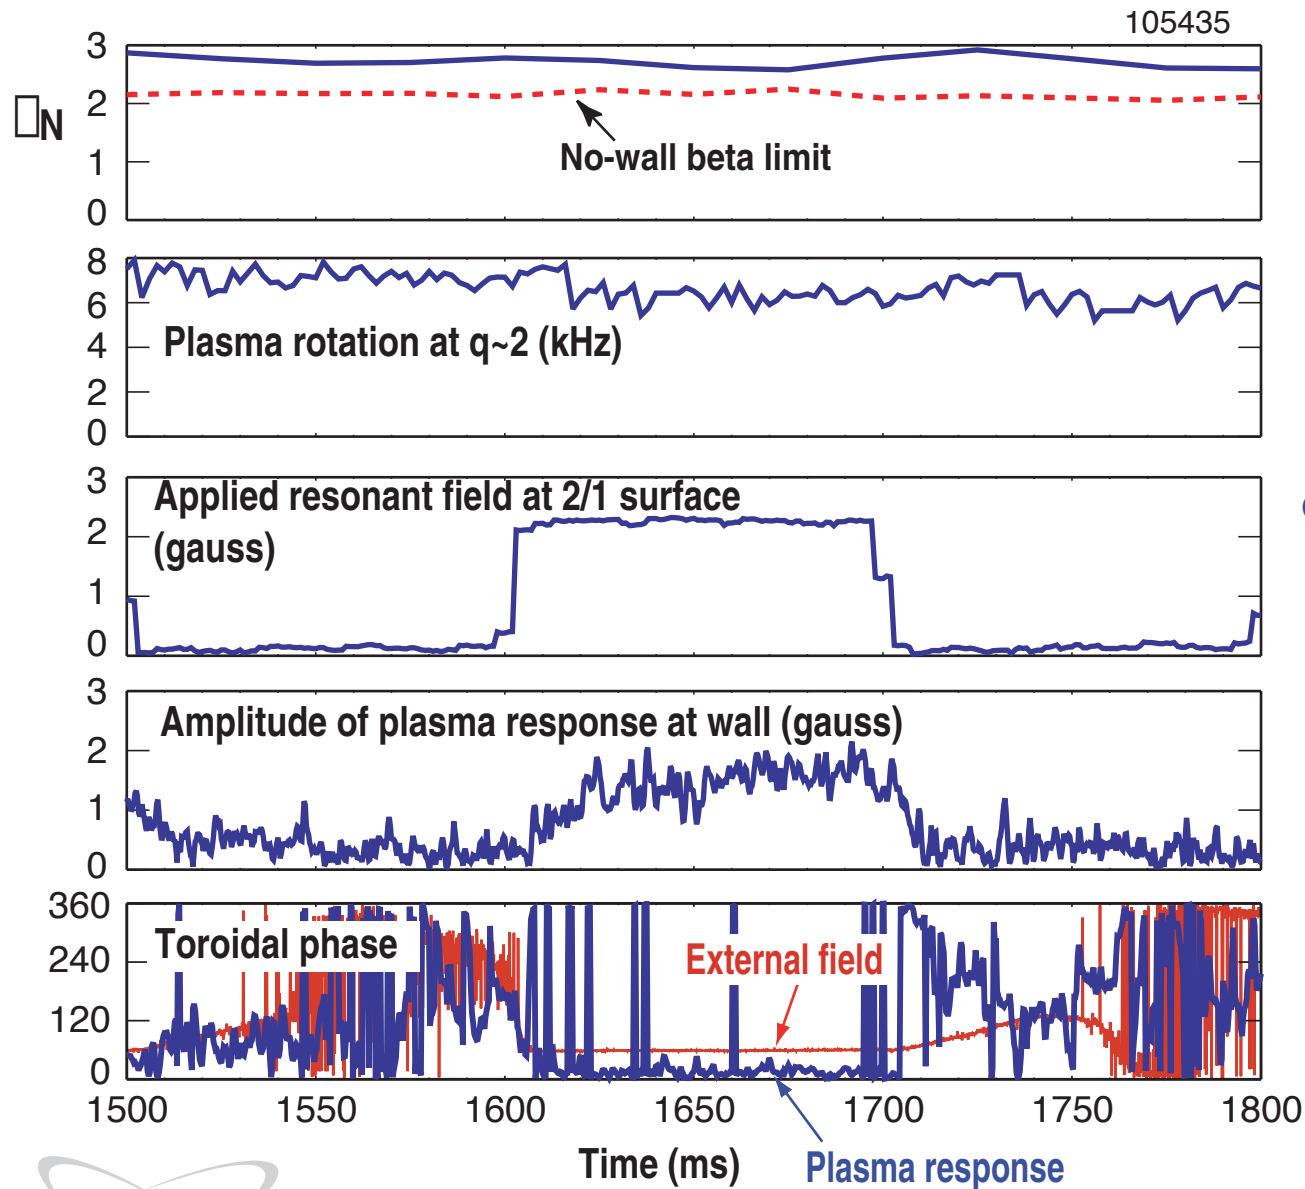 105435
3
2
1
0
N
No-wall beta limit
8
6
4
2
0
Plasma rotation at q~2 (kHz)
3
2
1
0
Applied resonant field at 2/1 surface
(gauss)
3
2
1
0
Amplitude of plasma response at wall (gauss)
360
240
120
0
Toroidal phase
External field
1500 1550 1600 1650 1700 1750 1800
Time (ms)
Plasma response